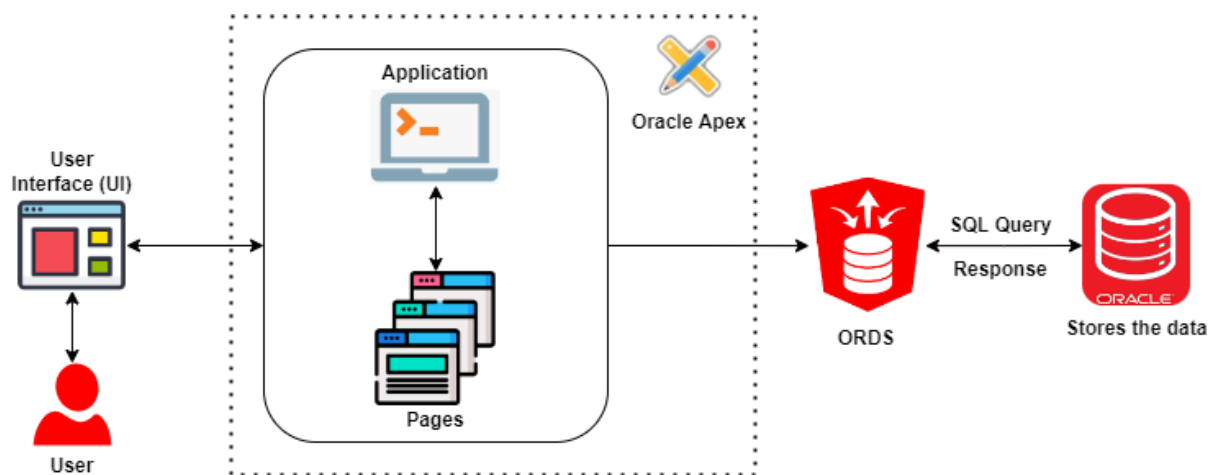 Application
Oracle Apex
User
Interface (UI)
SQL Query
Response
ORACLE
ORDS
Stores the data
Pages
User